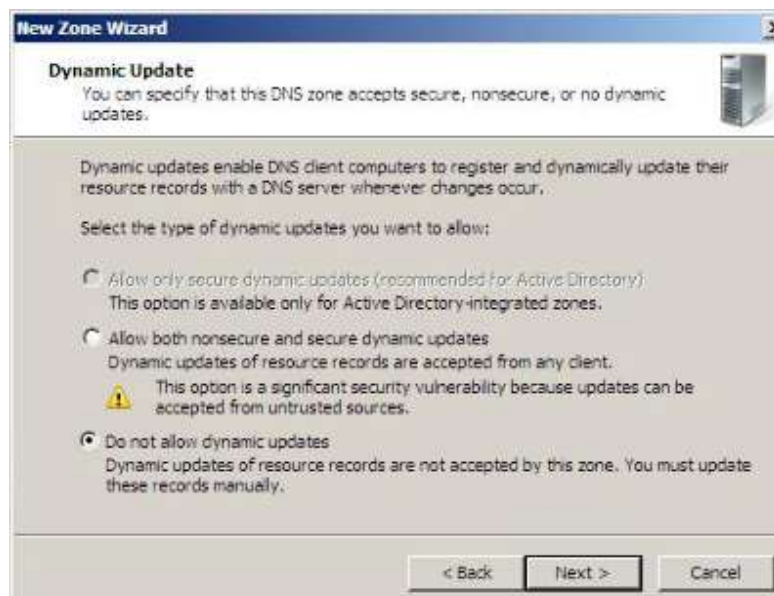 New Zone Wizard
Dynamic Update
You can specify that this DNS zone accepts secure, nonsecure, or no dynamic
updates.
Dynamic updates enable DNS client computers to register and dynamically update their
resource records with a DNS server whenever changes occur.
Select the type of dynamic updates you want to allow:
Allow only secure dynamic updates (recommended for Active Directory)
This option is available only for Active Directory-integrated zones.
Allow both nonsecure and secure dynamic updates
Dynamic updates of resource records are accepted from any client.
This option is a significant security vulnerability because updates can be
accepted from untrusted sources.
Do not allow dynamic updates
Dynamic updates of resource records are not accepted by this zone. You must update
these records manually.
< Back Next > Cancel